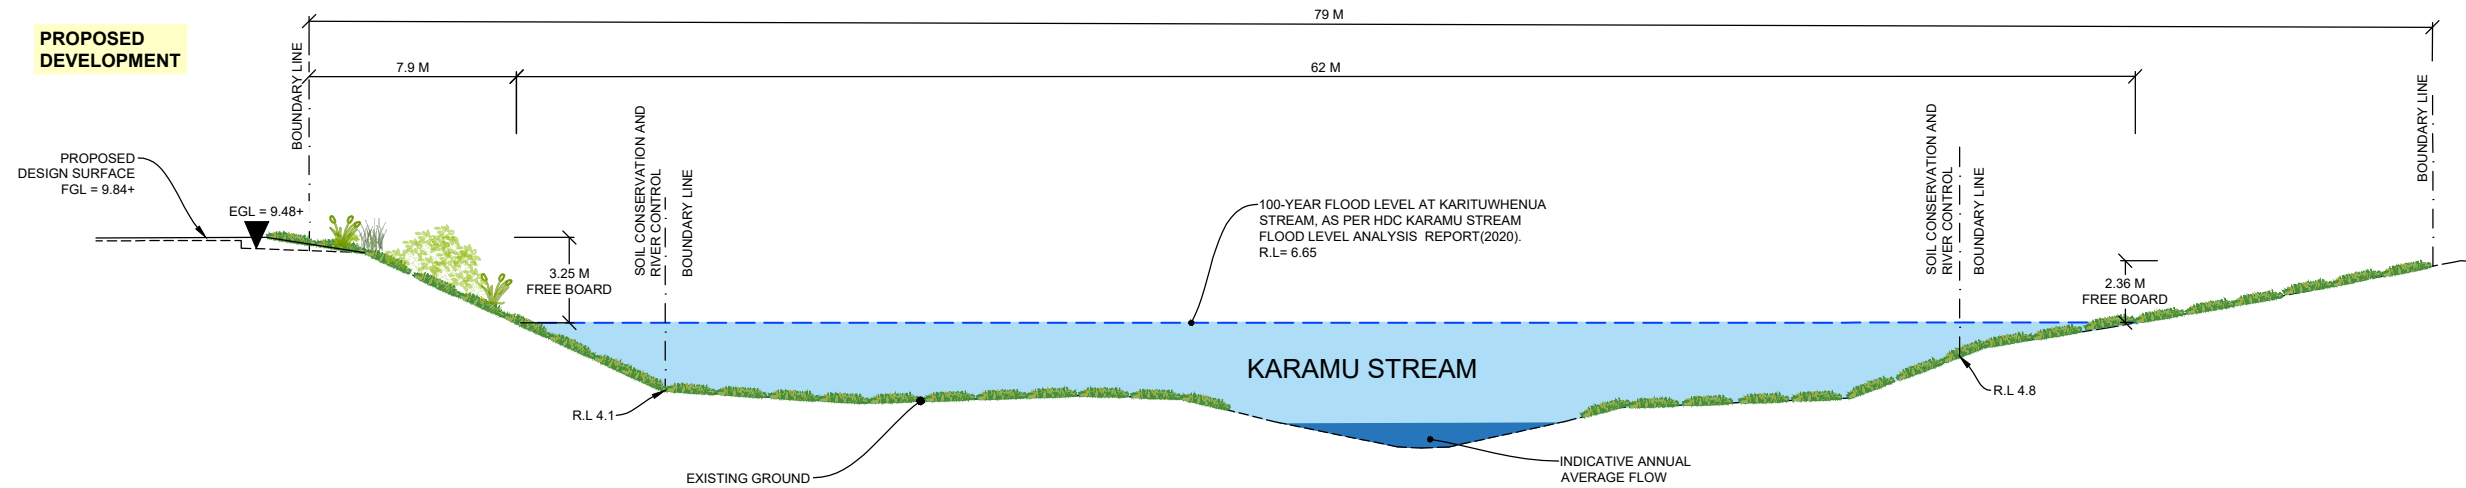 79 M
PROPOSED
DEVELOPMENT
7.9 M
62 M
BOUNDARY LINE
SOIL CONSERVATION AND
RIVER CONTROL
BOUNDARY LINE
SOIL CONSERVATION AND
RIVER CONTROL
BOUNDARY LINE
BOUNDARY LINE
PROPOSED
DESIGN SURFACE
FGL = 9.84+
EGL = 9.48+
100-YEAR FLOOD LEVEL AT KARITUWHENUA
STREAM, AS PER HDC KARAMU STREAM
FLOOD LEVEL ANALYSIS REPORT(2020).
R.L= 6.65
3.25 M
FREE BOARD
2.36 M
FREE BOARD
KARAMU STREAM
R.L 4.1
R.L 4.8
EXISTING GROUND
INDICATIVE ANNUAL
AVERAGE FLOW